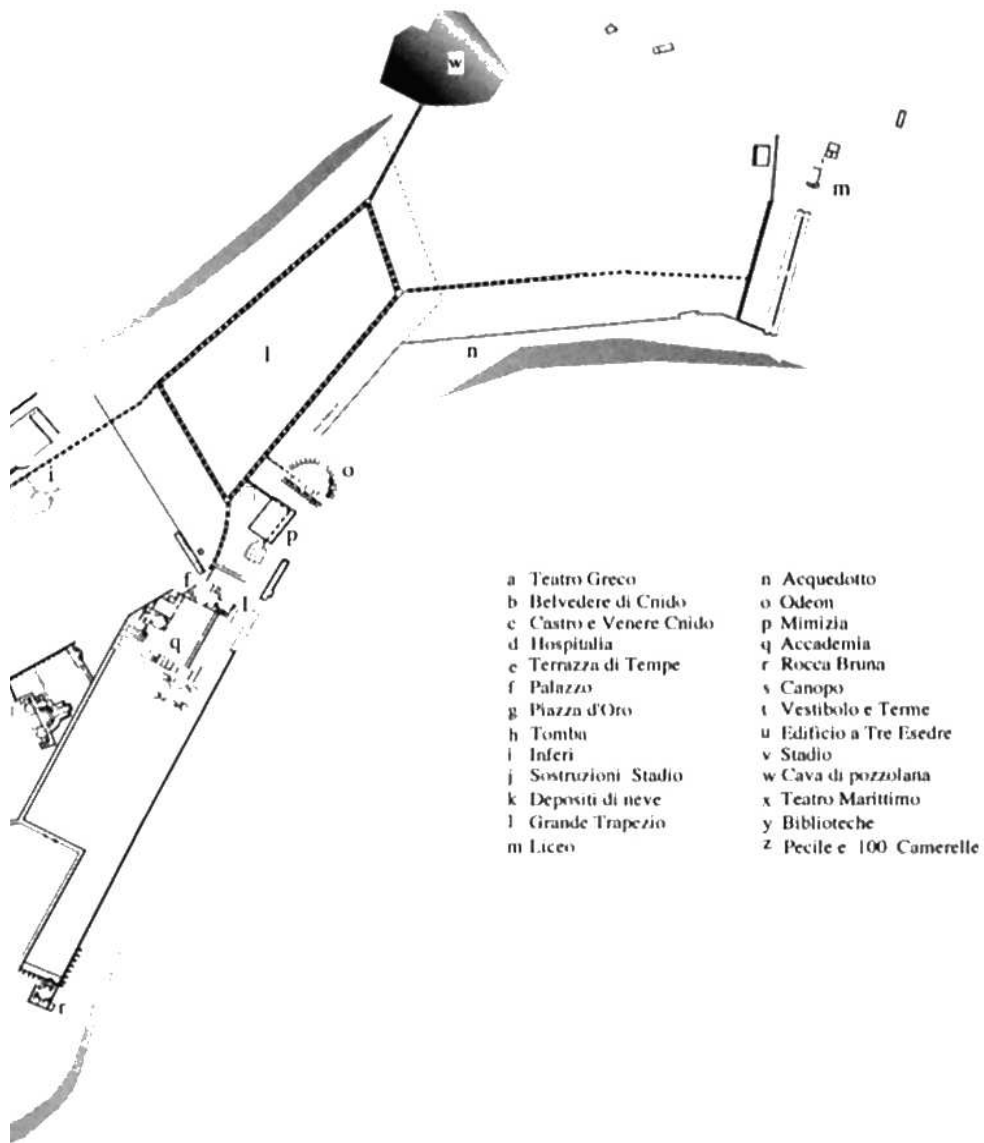 w
m
l
n
i
o
p
f
l
q
r
a Teatro Greco
b Belvedere di Cnido
c Castro e Venere Cnido
d Hospitalia
e Terrazza di Tempe
f Palazzo
g Piazza d'Oro
h Tomba
i Inferi
j Sostruzioni Stadio
k Depositi di neve
l Grande Trapezio
m Liceo
n Acquedotto
o Odeon
p Mimizia
q Accademia
r Rocca Bruna
s Canopo
t Vestibolo e Terme
u Edificio a Tre Esedre
v Stadio
w Cava di pozzolana
x Teatro Marittimo
y Biblioteche
z Pecile e 100 Camerelle